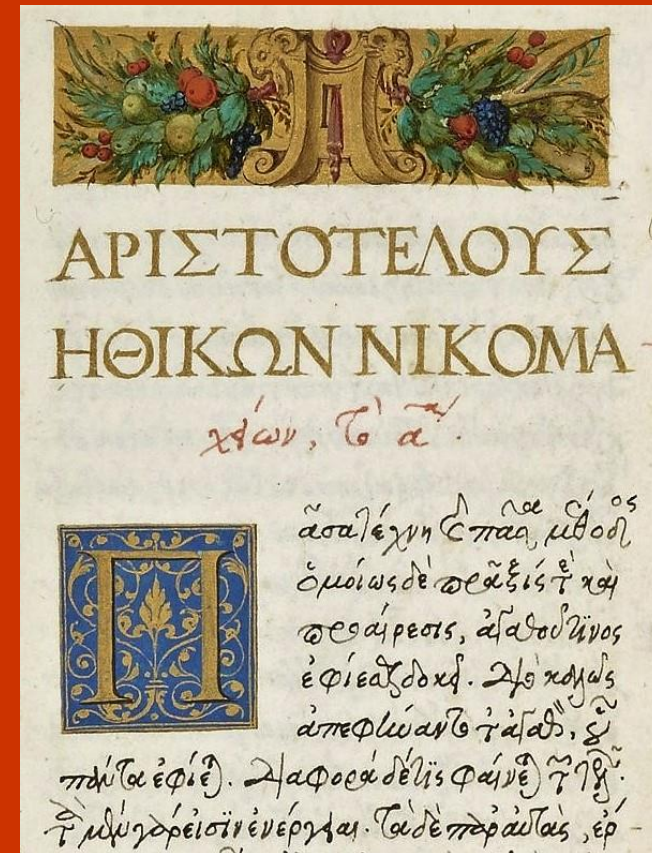 ΑΡΙΣΤΟΤΕΛΟΥΣ
ΗΘΙΚΩΝ ΝΙΚΟΜΑ
χείων, τὸ α
Πᾶσα τέχνη καὶ πᾶσα μέθοδος
ὁμοίως δὲ πρᾶξίς τε καὶ
προαίρεσις, ἀγαθοῦ τινος
ἐφίεσθαι δοκεῖ. Διὸ καλῶς
ἀπεφήναντο τἀγαθόν, οὗ
πάντα ἐφίεται. Διαφορὰ δέ τις φαίνεται τῶν τελῶν.
τὰ μὲν γάρ εἰσιν ἐνέργειαι. Τὰ δὲ παρ' αὐτὰς, ἔρ